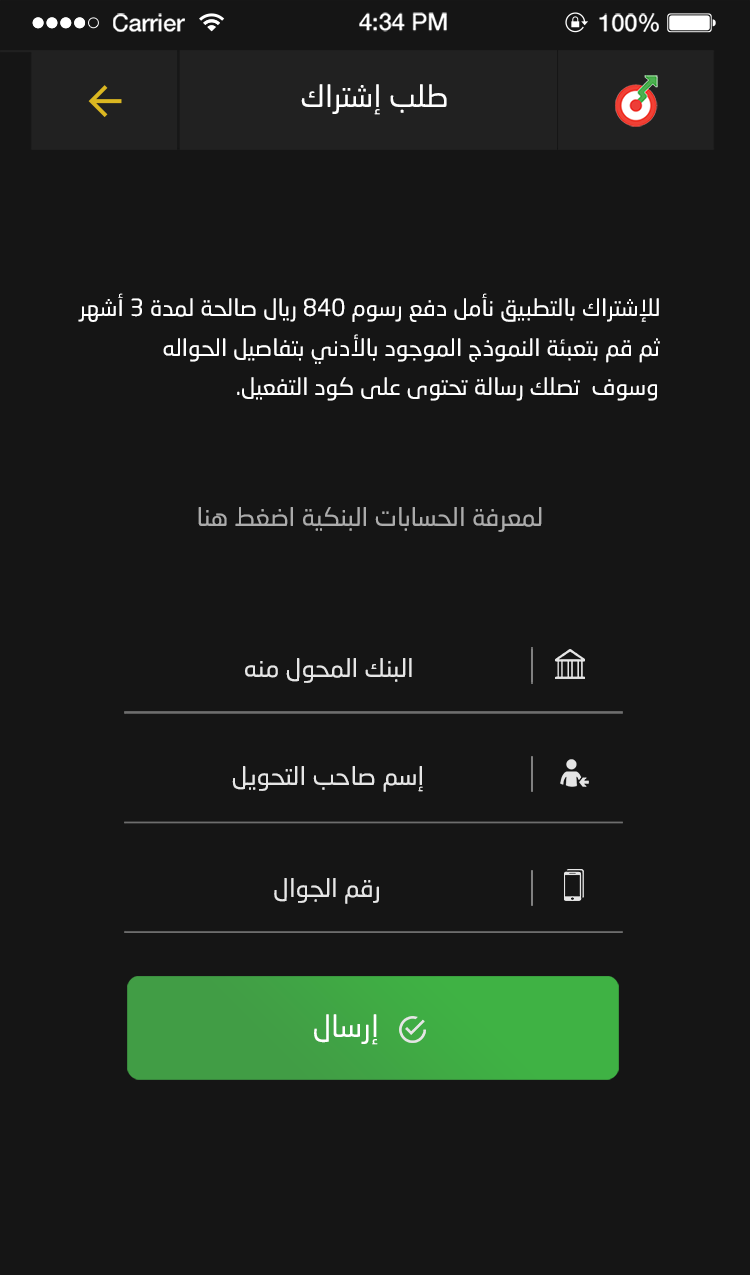 Carrier 4:34 PM 100%
طلب إشتراك
للإشتراك بالتطبيق نأمل دفع رسوم 840 ريال صالحة لمدة 3 أشهر
ثم قم بتعبئة النموذج الموجود بالأدني بتفاصيل الحواله
وسوف تصلك رسالة تحتوى على كود التفعيل.
لمعرفة الحسابات البنكية اضغط هنا
البنك المحول منه
إسم صاحب التحويل
رقم الجوال
إرسال